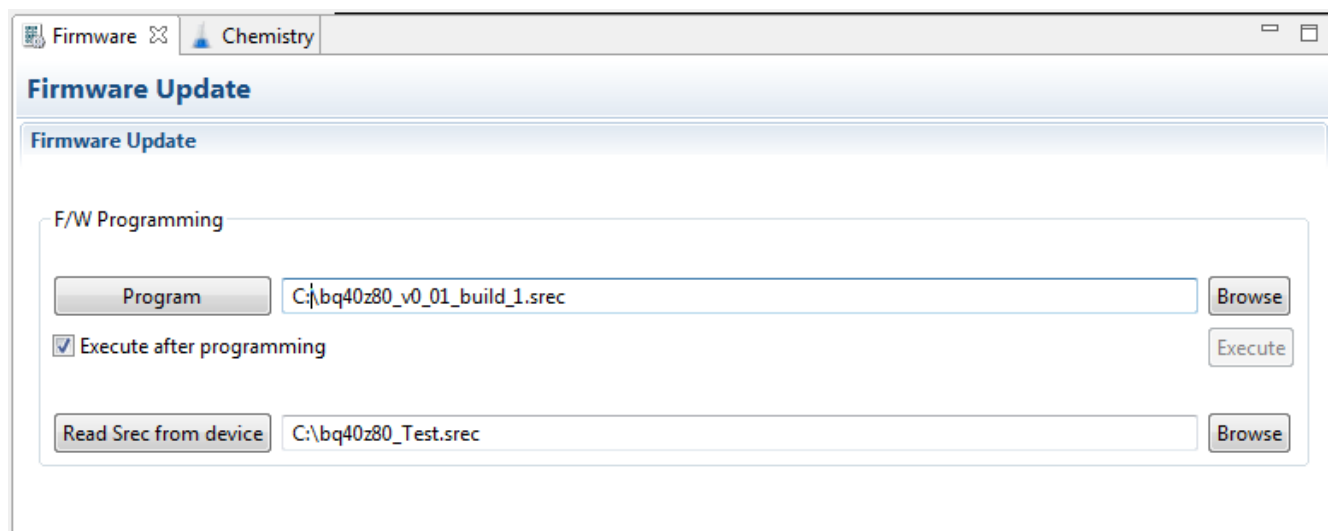 Firmware Chemistry
Firmware Update
Firmware Update
F/W Programming
Program C:\bq40z80_v0_01_build_1.srec Browse
Execute after programming Execute
Read Srec from device C:\bq40z80_Test.srec Browse